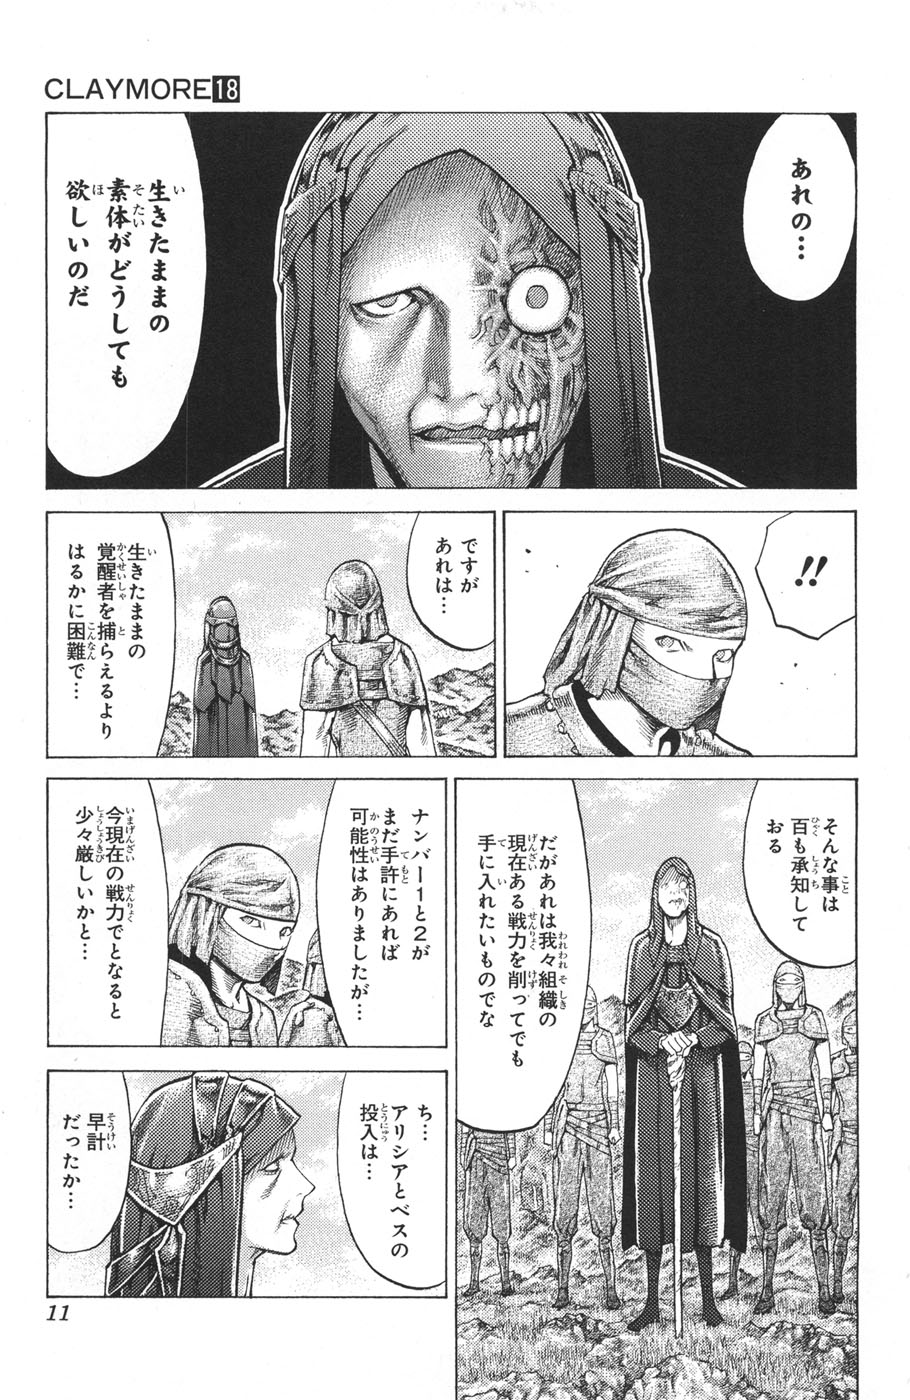 CLAYMORE18
あれの…
生きたままの
素体がどうしても
欲しいのだ
!!
ですが
あれは…
生きたままの
覚醒者を捕らえるより
はるかに困難で…
そんな事は
百も承知して
おる
だがあれは我々組織の
現在ある戦力を削ってでも
手に入れたいものでな
ナンバー1と2が
まだ手許にあれば
可能性はありましたが…
今現在の戦力でとなると
少々厳しいかと…
ち…
アリシアとベスの
投入は…
早計
だったか…
11